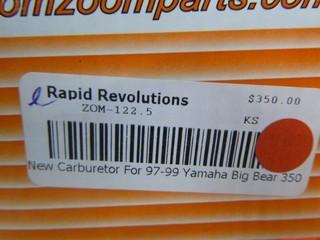 omzoomparts.com
e Rapid Revolutions $350.00
ZOM-122.5
KS
New Carburetor For 97-99 Yamaha Big Bear 350